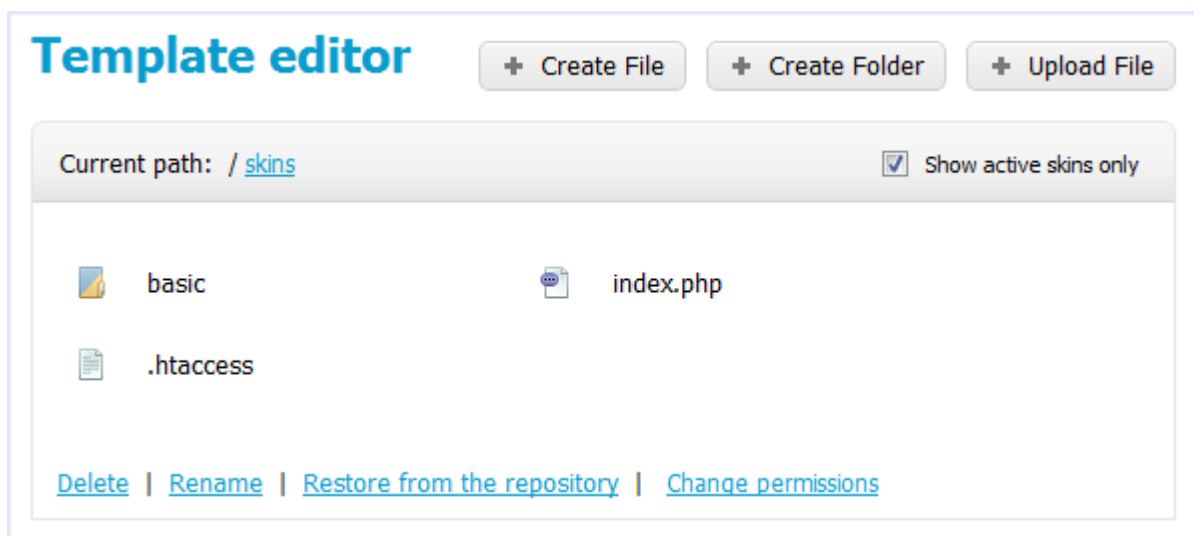 Template editor
+ Create File
+ Create Folder
+ Upload File
Current path: / skins
Show active skins only
basic
index.php
.htaccess
Delete | Rename | Restore from the repository | Change permissions